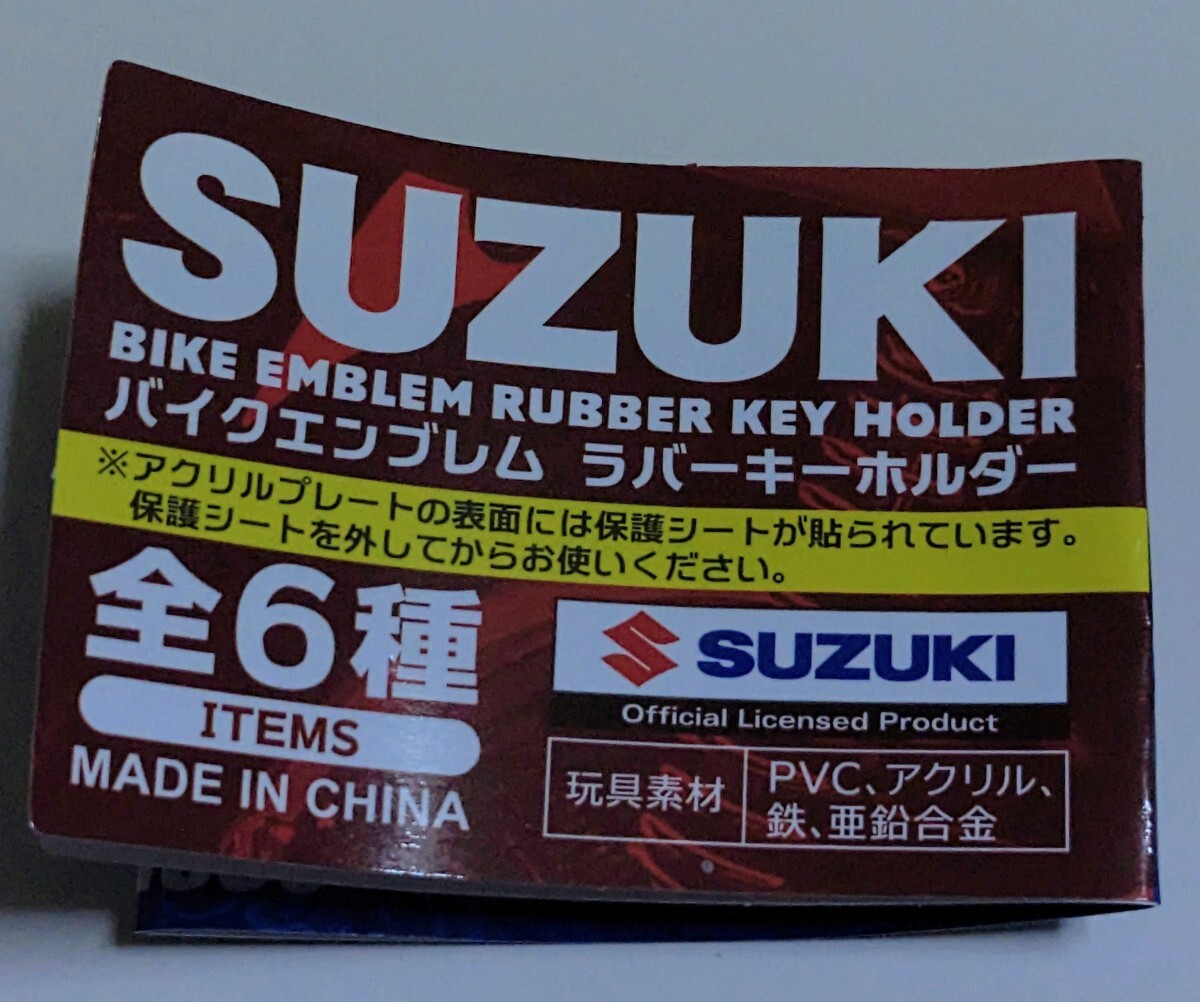 SUZUKI
BIKE EMBLEM RUBBER KEY HOLDER
バイクエンブレム ラバーキーホルダー
※アクリルプレートの表面には保護シートが貼られています。
保護シートを外してからお使いください。
全6種
ITEMS
MADE IN CHINA
SUZUKI
Official Licensed Product
玩具素材
PVC、アクリル、
鉄、亜鉛合金